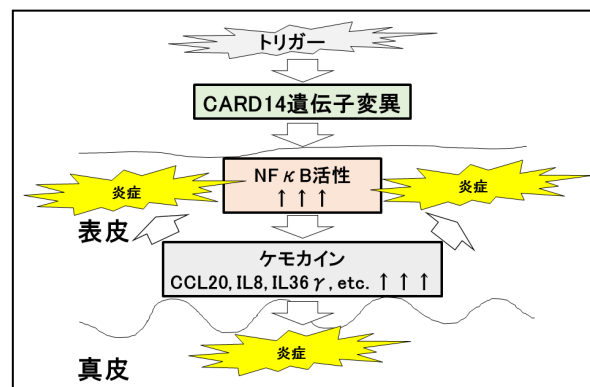 トリガー
CARD14遺伝子変異
NFκB活性
↑↑↑
炎症
炎症
表皮
ケモカイン
CCL20, IL8, IL36γ, etc. ↑↑↑
炎症
真皮